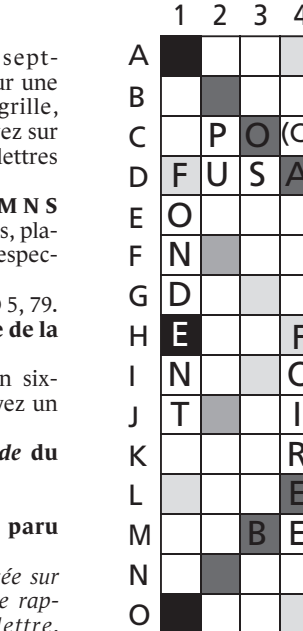 sept-
ur une
grille,
ez sur
lettres
M N S
s, pla-
espec-
5, 79.
e de la
n six-
ez un
de du
paru
ée sur
e rap-
lettre,
1 2 3 4
A
B
C P O (O
D F U S A
E O
F N
G D
H E F
I N O
J T I
K R
L E
M B E
N
O